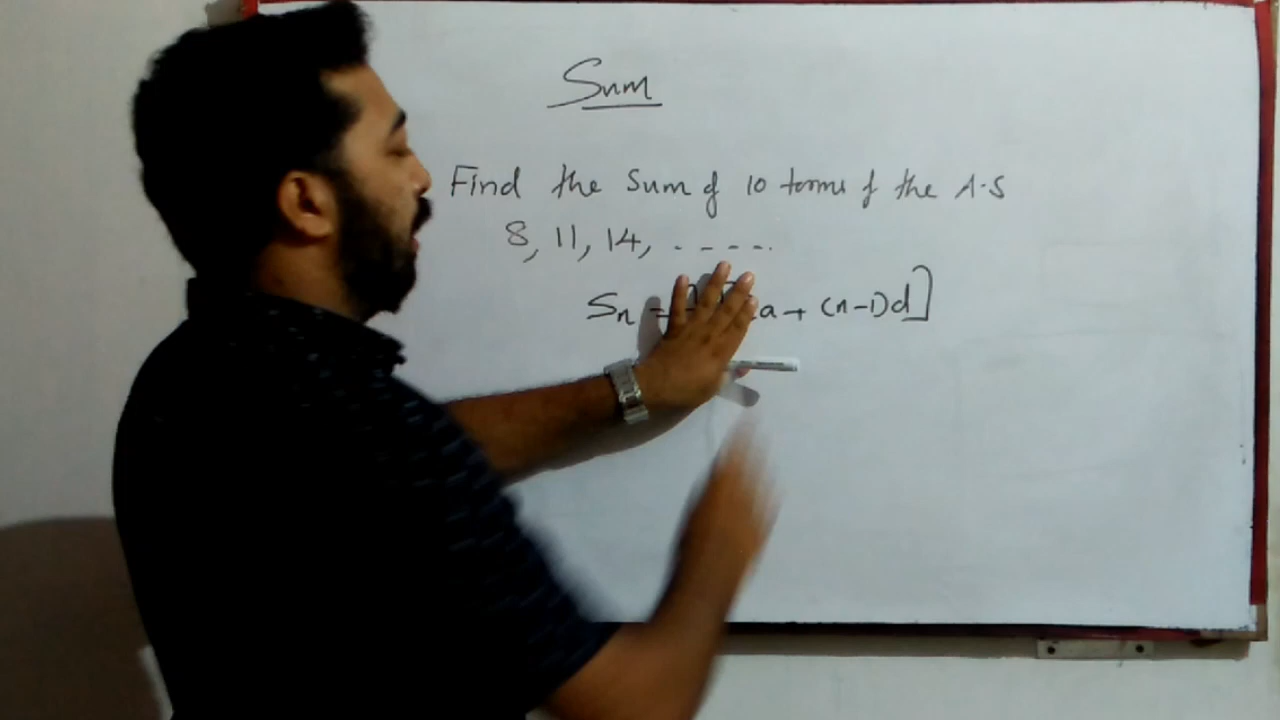 Sum
Find the Sum of 10 terms of the A.S
8, 11, 14, - - - -.
Sn = a + (n-1)d]